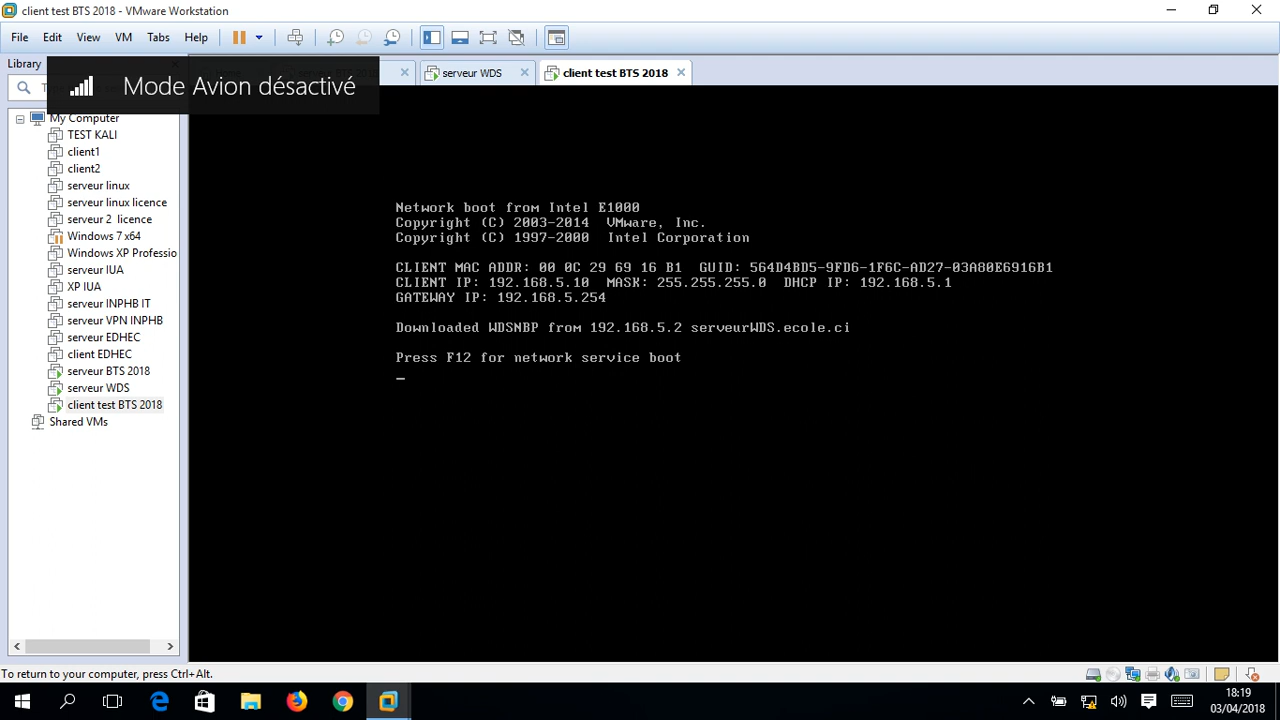 client test BTS 2018 - VMware Workstation
File Edit View VM Tabs Help
Library
Mode Avion désactivé
serveur WDS
client test BTS 2018
My Computer
TEST KALI
client1
client2
serveur linux
serveur linux licence
serveur 2 licence
Windows 7 x64
Windows XP Professio
serveur IUA
XP IUA
serveur INPHB IT
serveur VPN INPHB
serveur EDHEC
client EDHEC
serveur BTS 2018
serveur WDS
client test BTS 2018
Shared VMs
Network boot from Intel E1000
Copyright (C) 2003-2014 VMware, Inc.
Copyright (C) 1997-2000 Intel Corporation
CLIENT MAC ADDR: 00 0C 29 69 16 B1 GUID: 564D4BD5-9FD6-1F6C-AD27-03A80E6916B1
CLIENT IP: 192.168.5.10 MASK: 255.255.255.0 DHCP IP: 192.168.5.1
GATEWAY IP: 192.168.5.254
Downloaded WDSNBP from 192.168.5.2 serveurWDS.ecole.ci
Press F12 for network service boot
To return to your computer, press Ctrl+Alt.
18:19
03/04/2018